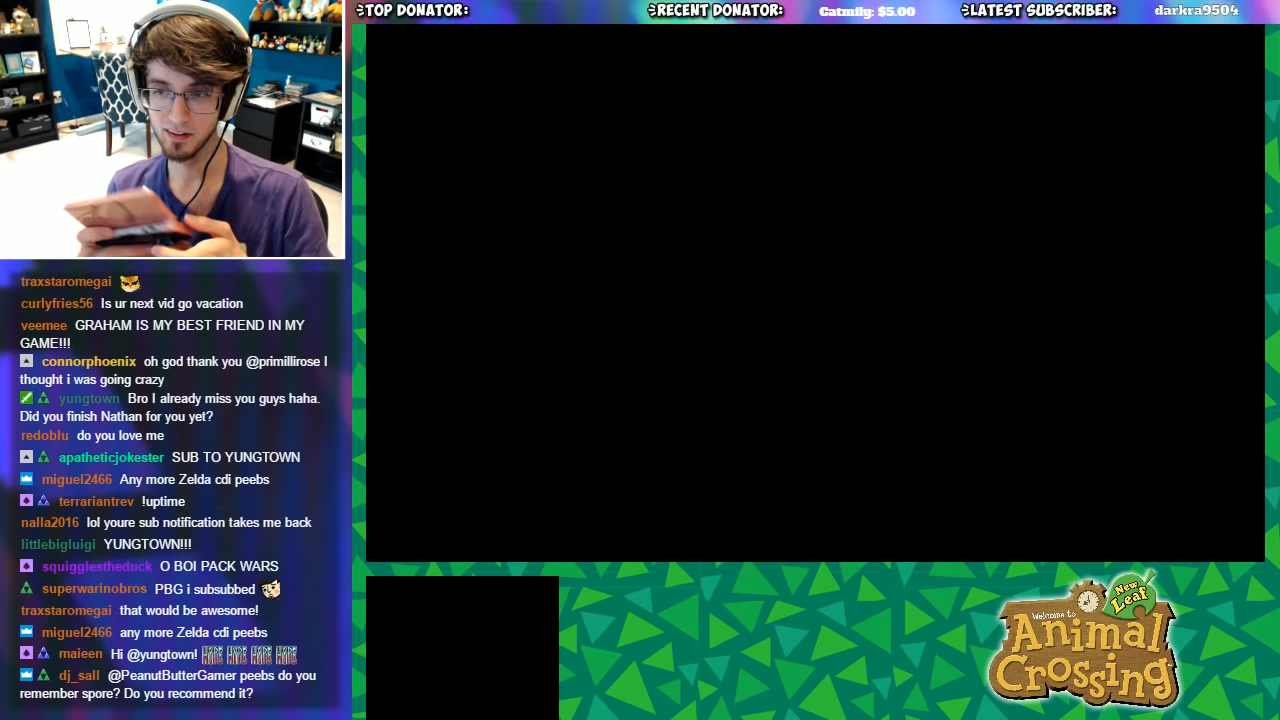 TOP DONATOR:
RECENT DONATOR:
Catmily: $5.00
LATEST SUBSCRIBER:
darkra9504
traxstaromegai
curlyfries56 Is ur next vid go vacation
veemee GRAHAM IS MY BEST FRIEND IN MY
GAME!!!
connorphoenix oh god thank you @primillirose I
thought i was going crazy
yungtown Bro I already miss you guys haha.
Did you finish Nathan for you yet?
redoblu do you love me
apatheticjokester SUB TO YUNGTOWN
miguel2466 Any more Zelda cdi peebs
terrariantrev !uptime
nalla2016 lol youre sub notification takes me back
littlebigluigi YUNGTOWN!!!
squigglestheduck O BOI PACK WARS
superwarinobros PBG i subsubbed
traxstaromegai that would be awesome!
miguel2466 any more Zelda cdi peebs
maieen Hi @yungtown! HYPE HYPE HYPE HYPE
dj_sall @PeanutButterGamer peebs do you
remember spore? Do you recommend it?
Welcome to
Animal
Crossing
New
Leaf